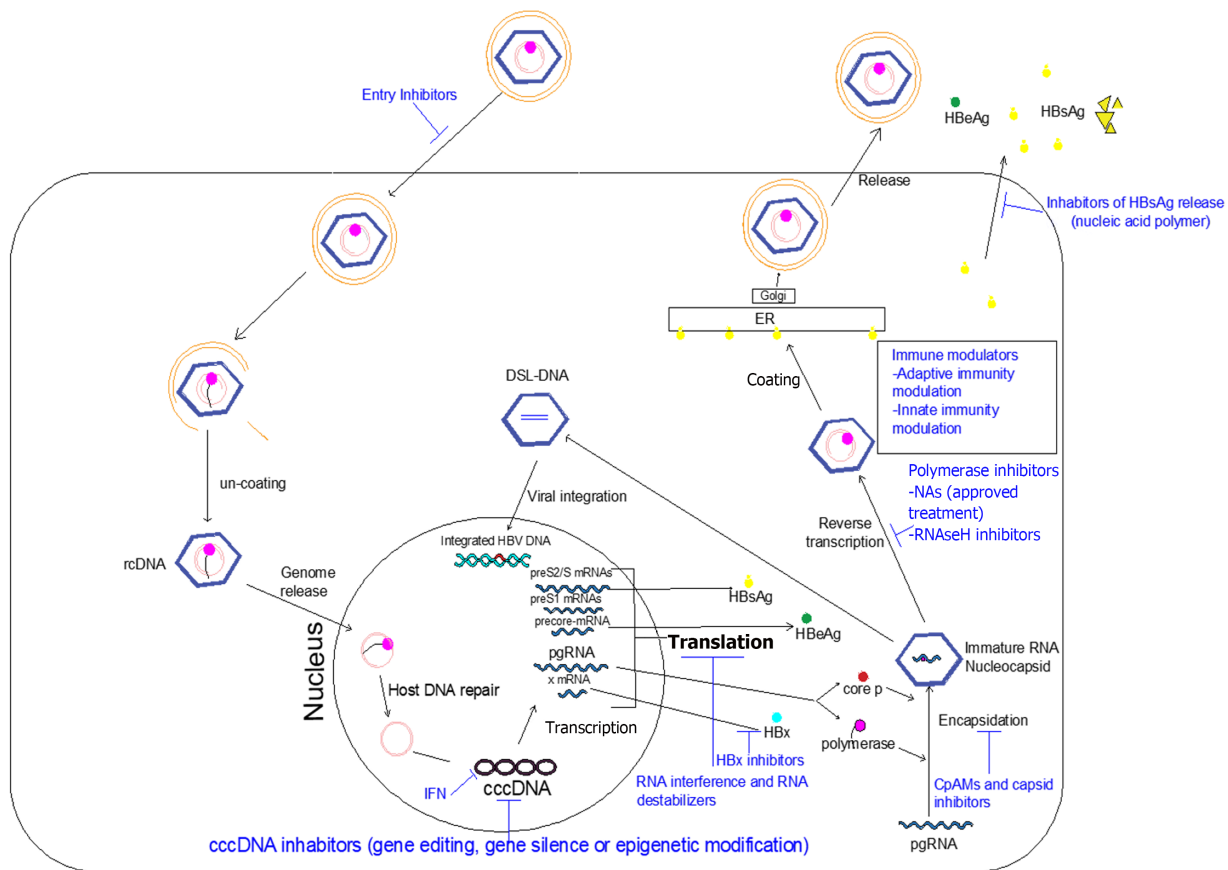 Entry Inhibitors
HBeAg
HBsAg
Release
Inhabitors of HBsAg release
(nucleic acid polymer)
Golgi
ER
Immune modulators
-Adaptive immunity
modulation
-Innate immunity
modulation
Coating
DSL-DNA
un-coating
Viral integration
Polymerase inhibitors
-NAs (approved
treatment)
-RNAseH inhibitors
Reverse
transcription
rcDNA
Genome
release
Integrated HBV DNA
preS2/S mRNAs
HBsAg
preS1 mRNAs
precore-mRNA
HBeAg
Translation
Nucleus
pgRNA
x mRNA
Immature RNA
Nucleocapsid
core p
Host DNA repair
Transcription
HBx
polymerase
Encapsidation
HBx inhibitors
RNA interference and RNA
destabilizers
CpAMs and capsid
inhibitors
IFN
cccDNA
pgRNA
cccDNA inhabitors (gene editing, gene silence or epigenetic modification)